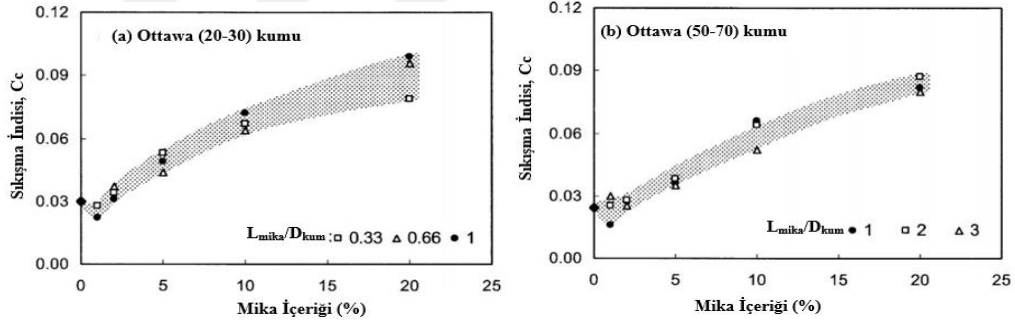 (a) Ottawa (20-30) kumu
Sıkışma İndisi, Cc
0.12
0.09
0.06
0.03
0.00
Lmika/Dkum : 0.33 0.66 1
0 5 10 15 20 25
Mika İçeriği (%)
(b) Ottawa (50-70) kumu
Sıkışma İndisi, Cc
0.12
0.09
0.06
0.03
0.00
Lmika/Dkum 1 2 3
0 5 10 15 20 25
Mika İçeriği (%)